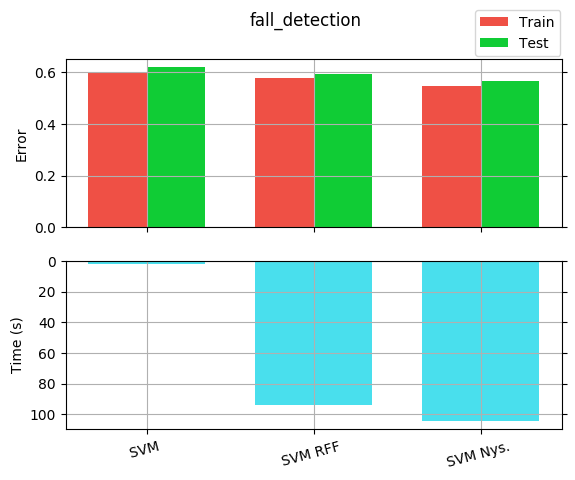 fall_detection
Train
Test
0.6
0.4
0.2
0.0
Error
0
20
40
60
80
100
Time (s)
SVM
SVM RFF
SVM Nys.